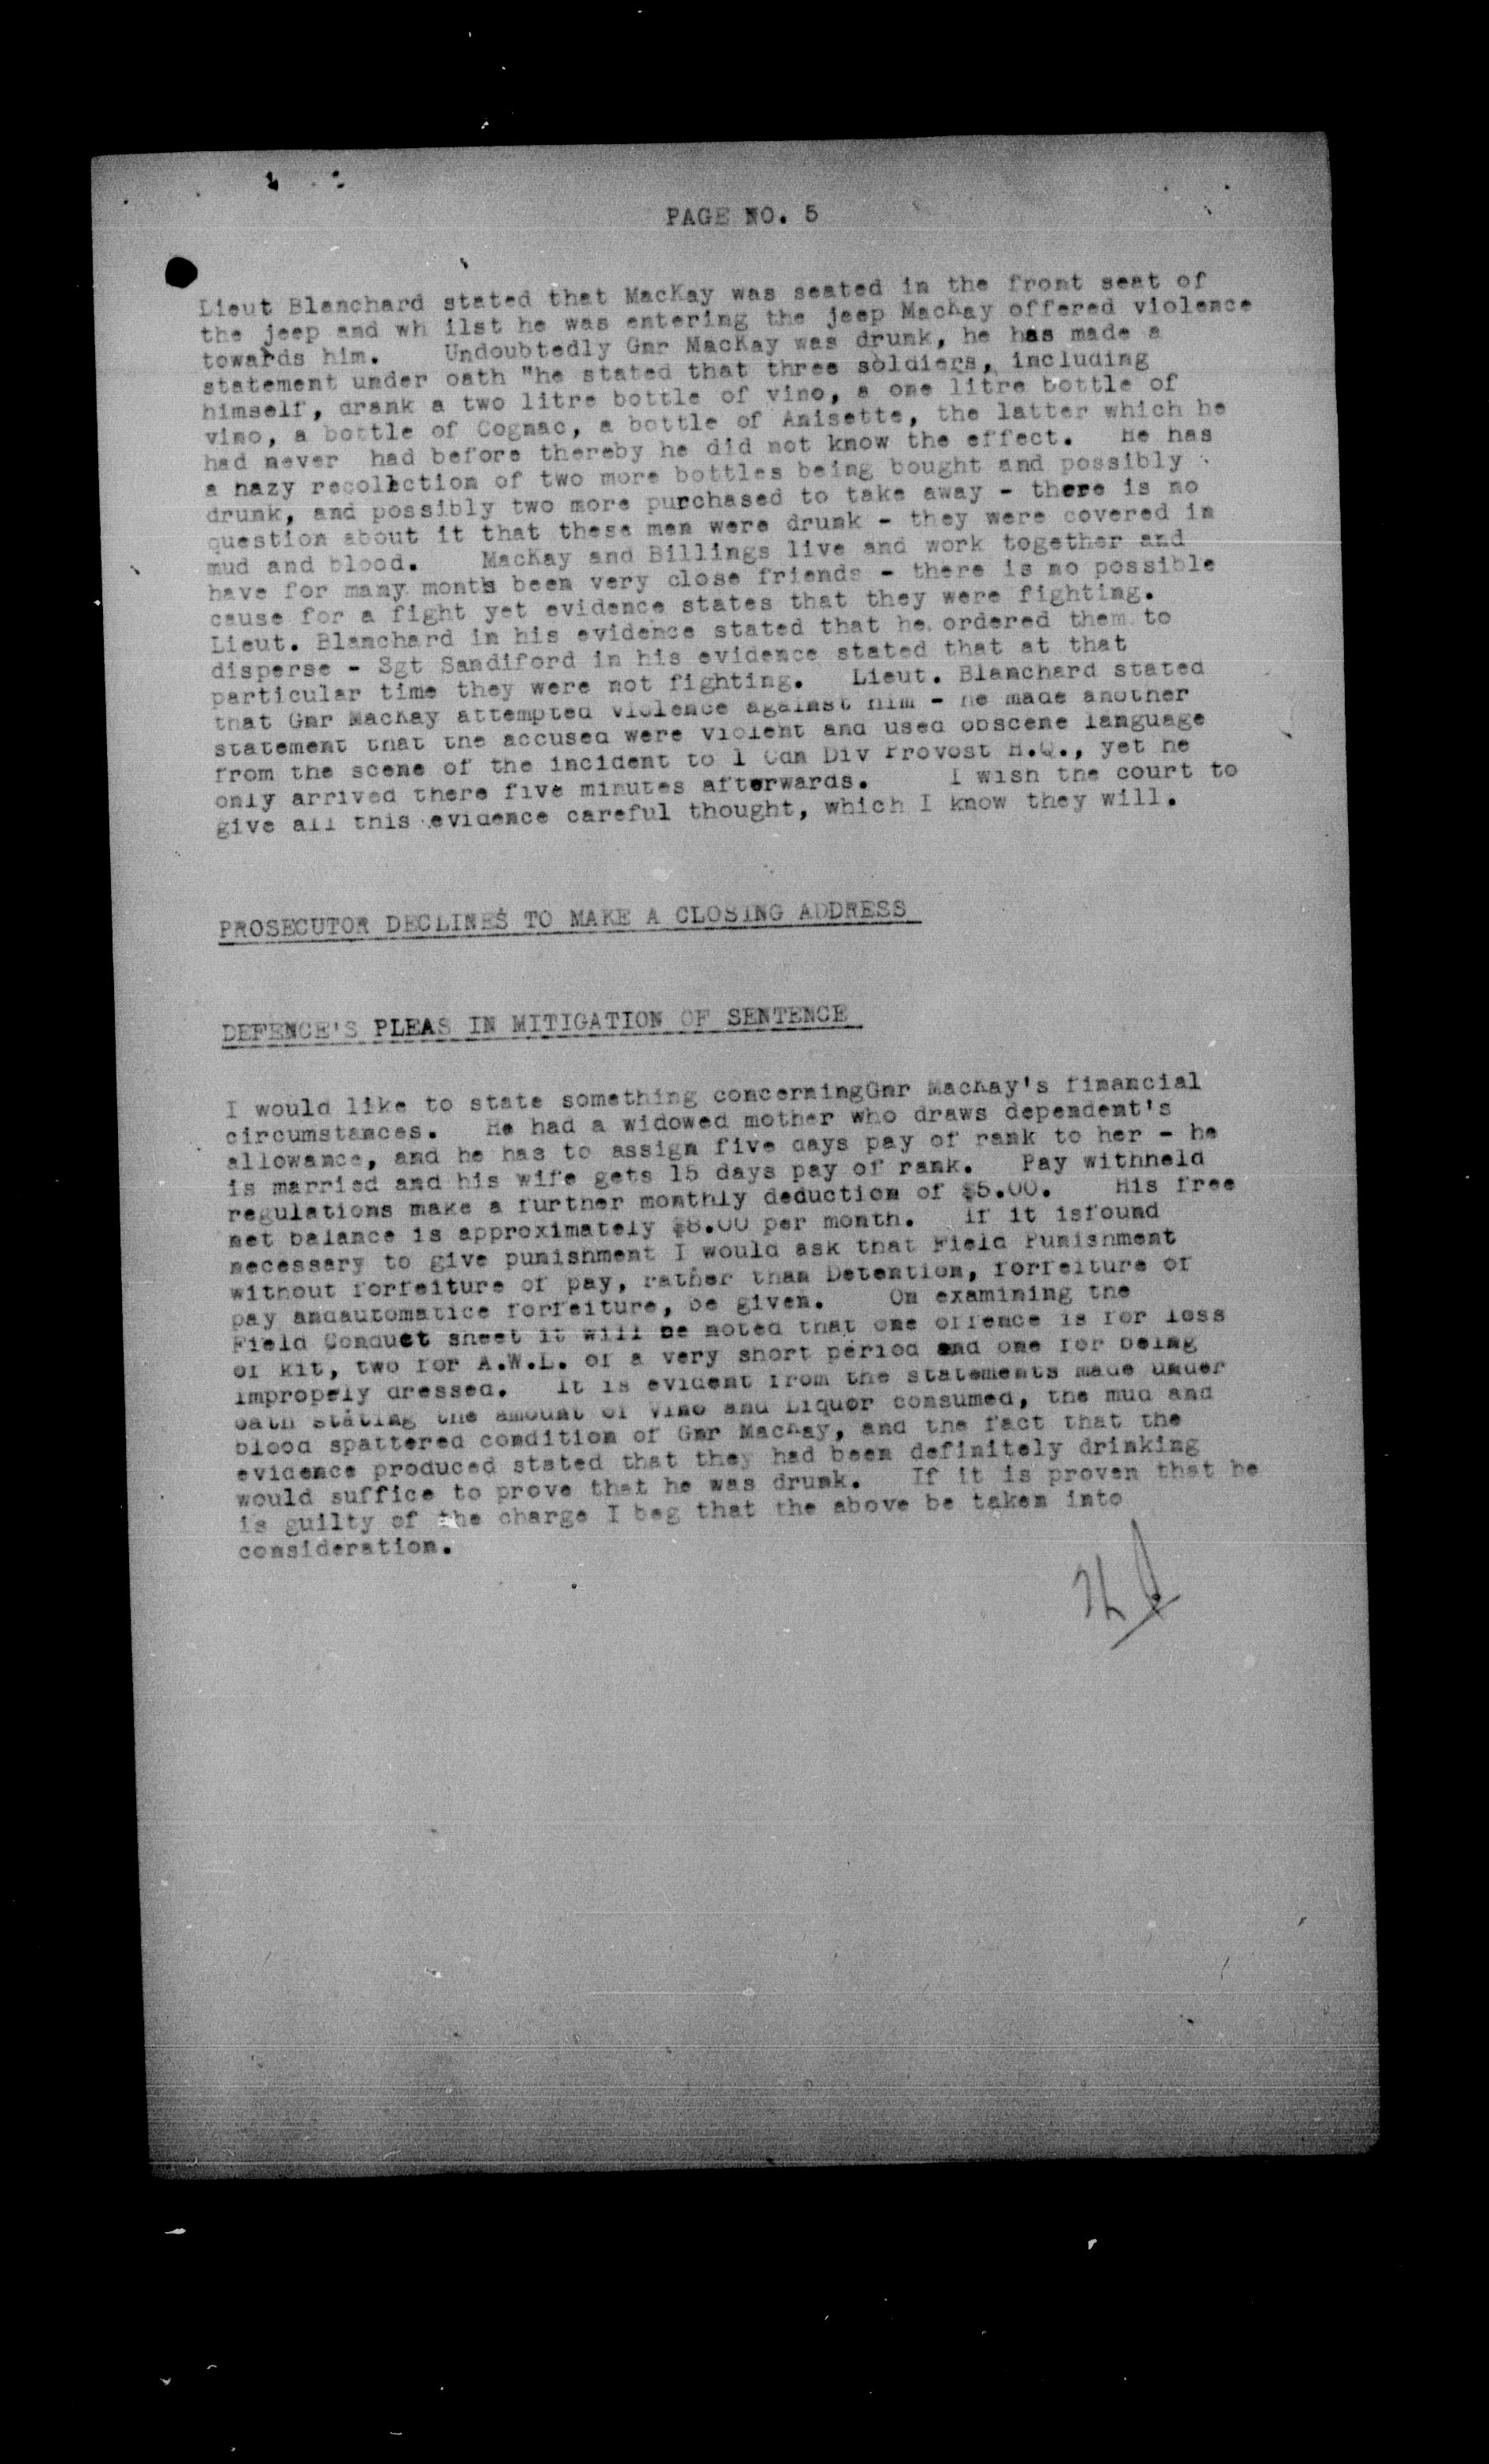 PAGE NO. 5
Lieut Blanchard stated that MacKay was seated in the front seat of
the jeep and wh ilst he was entering the jeep MacKay offered violence
towards him. Undoubtedly Gnr MacKay was drunk, he has made a
statement under oath "he stated that three soldiers, including
himself, drank a two litre bottle of vino, a one litre bottle of
vino, a bottle of Cognac, a bottle of Anisette, the latter which he
had never had before thereby he did not know the effect. He has
a hazy recollection of two more bottles being bought and possibly
drunk, and possibly two more purchased to take away - there is no
question about it that these men were drunk - they were covered in
mud and blood. MacKay and Billings live and work together and
have for many months been very close friends - there is no possible
cause for a fight yet evidence states that they were fighting.
Lieut. Blanchard in his evidence stated that he ordered them to
disperse - Sgt Sandiford in his evidence stated that at that
particular time they were not fighting. Lieut. Blanchard stated
that Gnr MacKay attempted violence against him - he made another
statement that the accused were violent and used obscene language
from the scene of the incident to 1 Cdn Div Provost H.Q., yet he
only arrived there five minutes afterwards. I wish the court to
give all this evidence careful thought, which I know they will.
PROSECUTOR DECLINES TO MAKE A CLOSING ADDRESS
DEFENCE'S PLEAS IN MITIGATION OF SENTENCE
I would like to state something concerningGnr MacKay's financial
circumstances. He had a widowed mother who draws dependent's
allowance, and he has to assign five days pay of rank to her - he
is married and his wife gets 15 days pay of rank. Pay withheld
regulations make a further monthly deduction of $5.00. His free
net balance is approximately $8.00 per month. If it isfound
necessary to give punishment I would ask that Field Punishment
without forfeiture of pay, rather than Detention, forfeiture of
pay andautomatice forfeiture, be given. On examining the
Field Conduct sheet it will be noted that one offence is for loss
of kit, two for A.W.L. of a very short period and one for being
impropely dressed. It is evident from the statements made under
oath stating the amount of Vino and Liquor consumed, the mud and
blood spattered condition of Gnr MacKay, and the fact that the
evidence produced stated that they had been definitely drinking
would suffice to prove that he was drunk. If it is proven that he
is guilty of the charge I beg that the above be taken into
consideration.